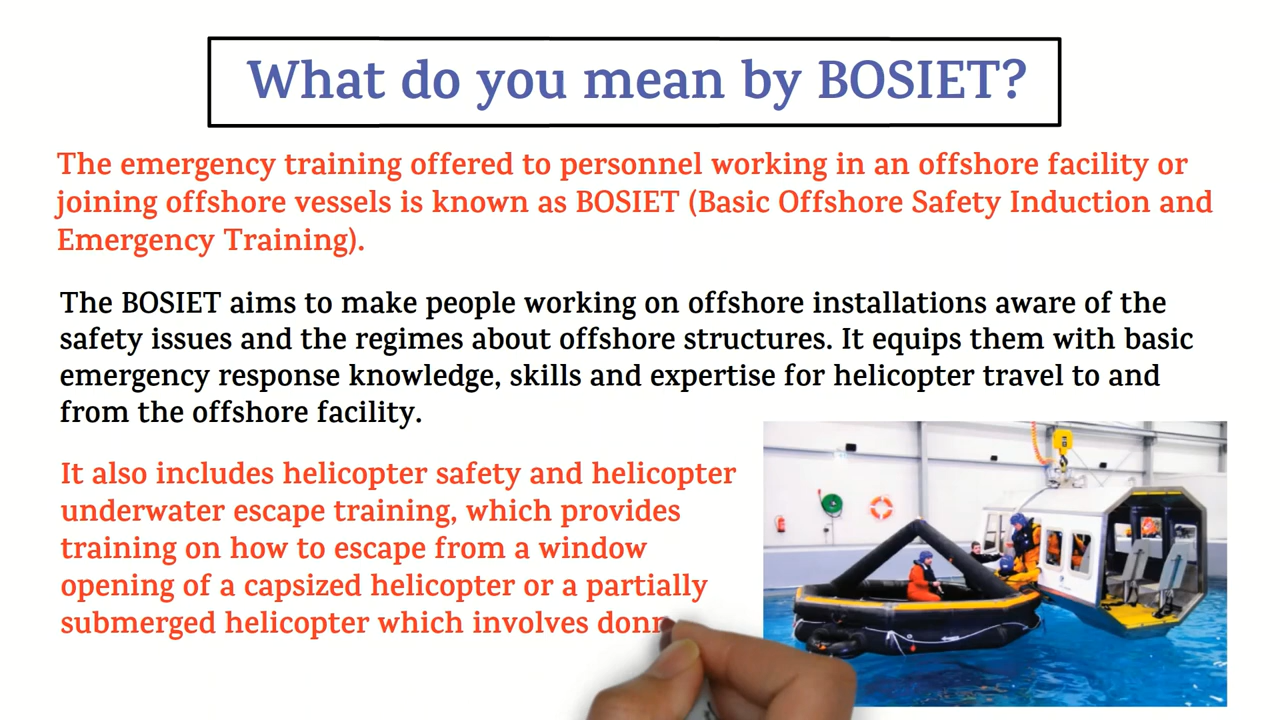 What do you mean by BOSIET?
The emergency training offered to personnel working in an offshore facility or
joining offshore vessels is known as BOSIET (Basic Offshore Safety Induction and
Emergency Training).
The BOSIET aims to make people working on offshore installations aware of the
safety issues and the regimes about offshore structures. It equips them with basic
emergency response knowledge, skills and expertise for helicopter travel to and
from the offshore facility.
It also includes helicopter safety and helicopter
underwater escape training, which provides
training on how to escape from a window
opening of a capsized helicopter or a partially
submerged helicopter which involves